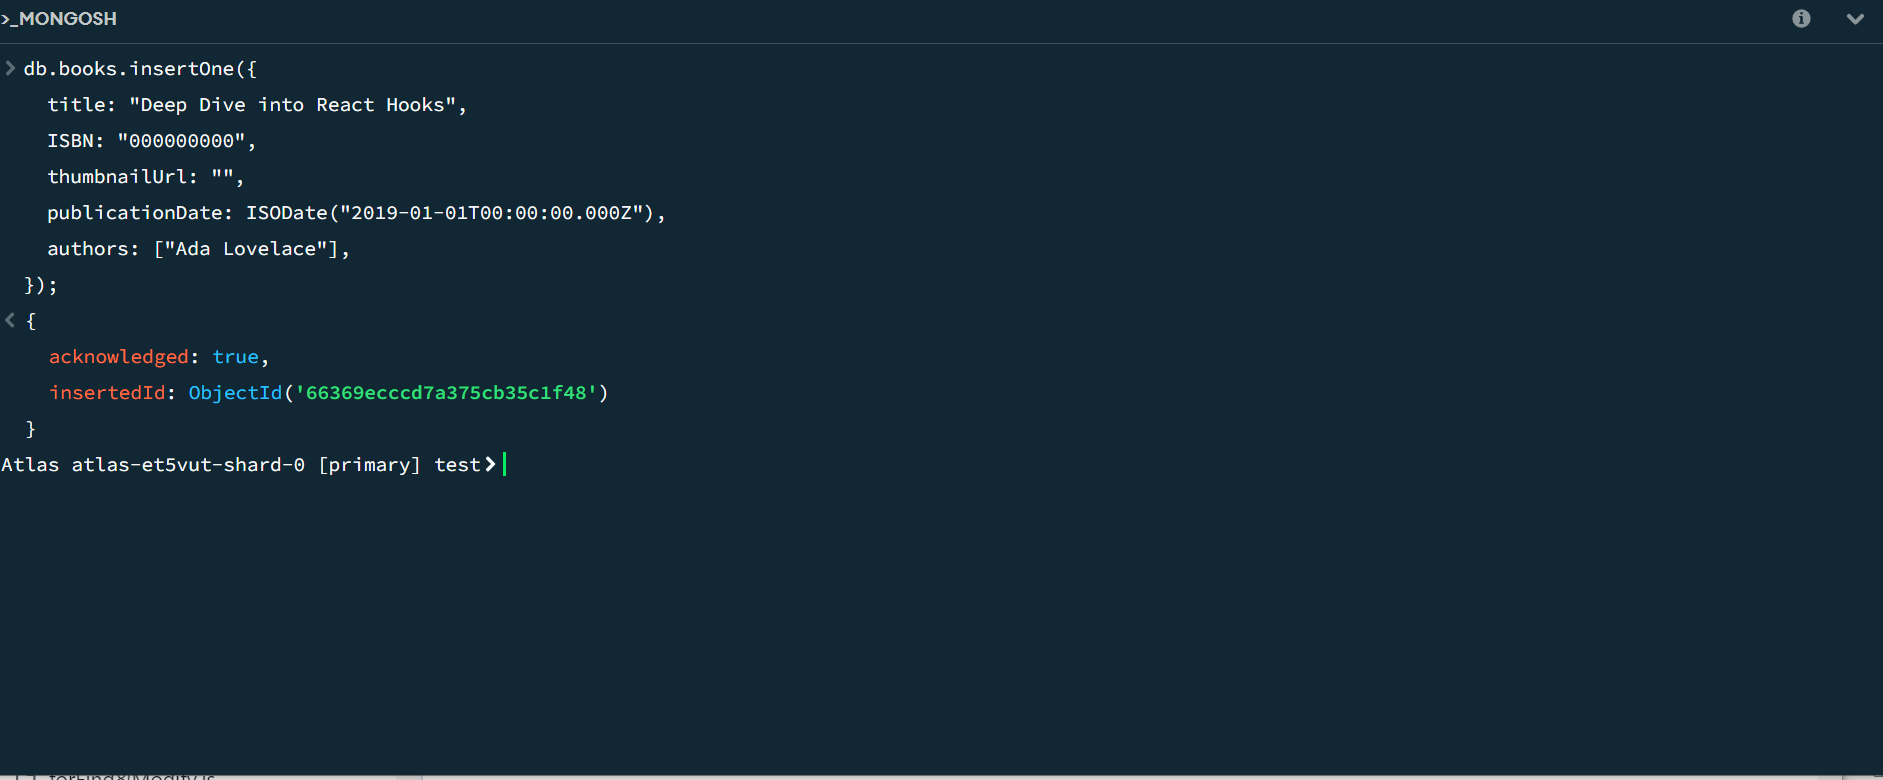 >_MONGOSH
> db.books.insertOne({
title: "Deep Dive into React Hooks",
ISBN: "000000000",
thumbnailUrl: "",
publicationDate: ISODate("2019-01-01T00:00:00.000Z"),
authors: ["Ada Lovelace"],
});
< {
acknowledged: true,
insertedId: ObjectId('66369ecccd7a375cb35c1f48')
}
Atlas atlas-et5vut-shard-0 [primary] test>